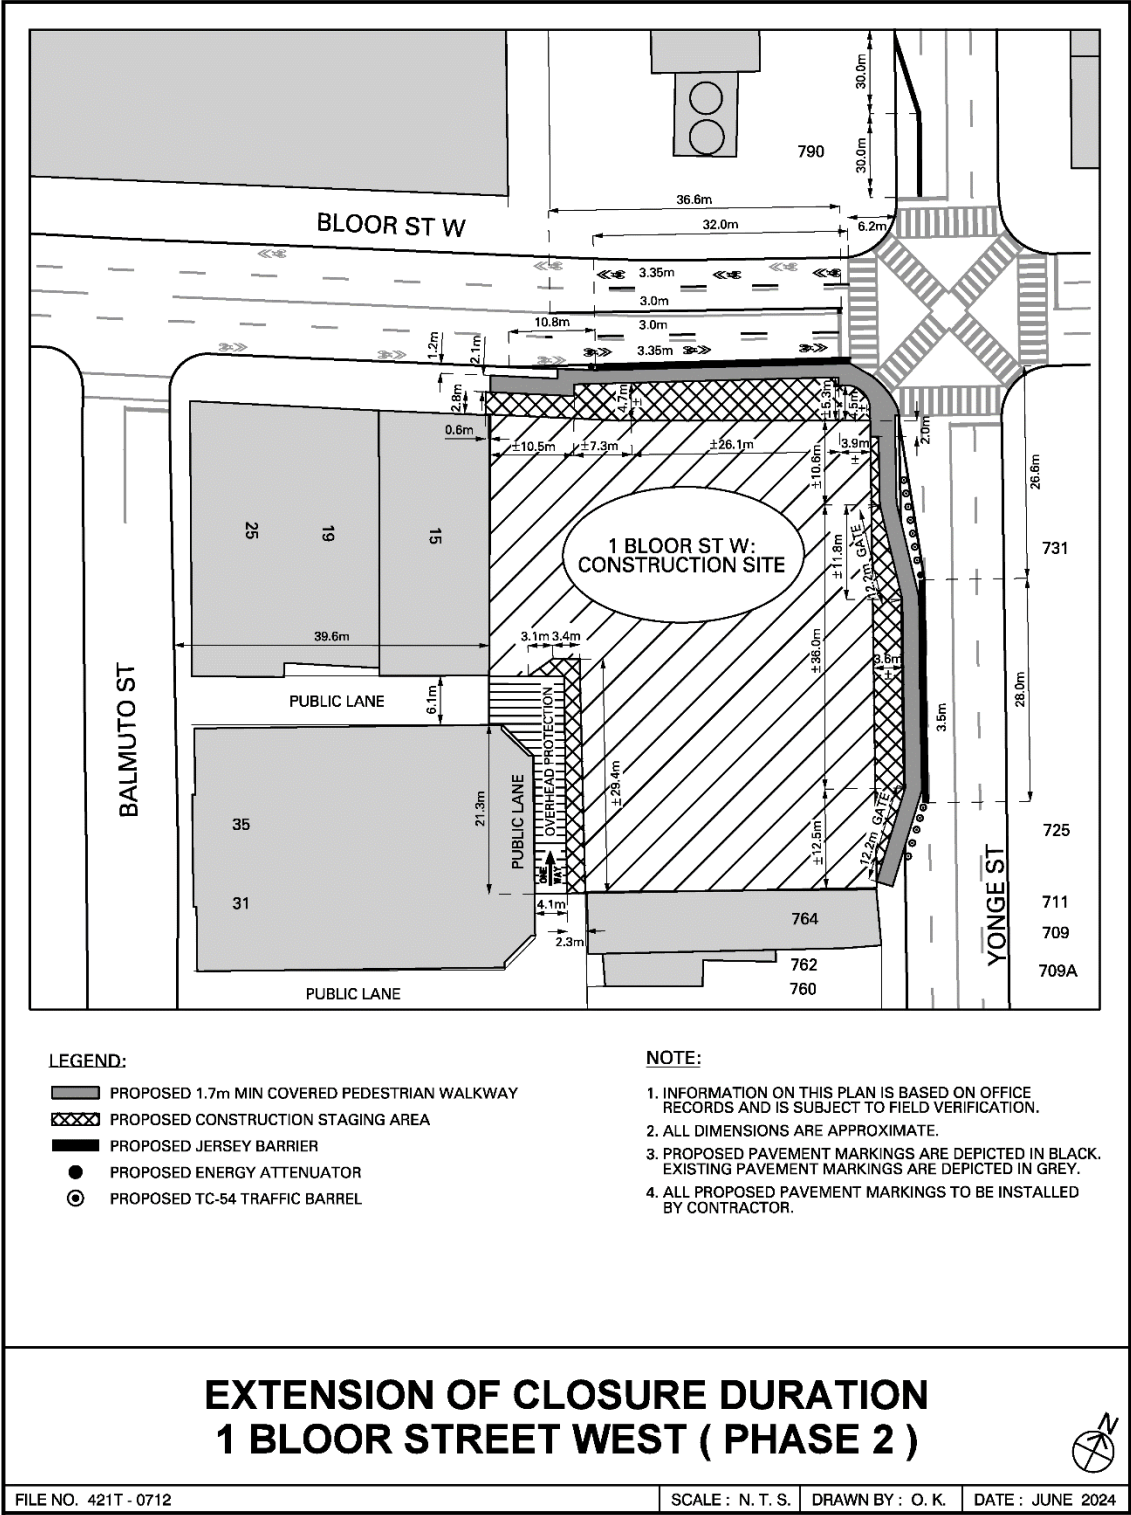 30.0m
30.0m
790
36.6m
BLOOR ST W
32.0m
6.2m
3.35m
3.0m
10.8m
3.0m
3.35m
1.2m
2.1m
2.8m
4.7m
±
±5.3m
4.5m
±
0.6m
±10.5m
±7.3m
±26.1m
3.9m
±
2.0m
±10.6m
26.6m
25
19
15
1 BLOOR ST W:
CONSTRUCTION SITE
±11.8m
GATE
12.2m
731
39.6m
3.1m
3.4m
±36.0m
3.6m
±
BALMUTO ST
PUBLIC LANE
6.1m
OVERHEAD PROTECTION
28.0m
3.5m
21.3m
PUBLIC LANE
±29.4m
±12.5m
12.2m GATE
35
725
ONE
WAY
31
4.1m
2.3m
764
YONGE ST
711
709
762
709A
760
PUBLIC LANE
LEGEND:
PROPOSED 1.7m MIN COVERED PEDESTRIAN WALKWAY
PROPOSED CONSTRUCTION STAGING AREA
PROPOSED JERSEY BARRIER
PROPOSED ENERGY ATTENUATOR
PROPOSED TC-54 TRAFFIC BARREL
NOTE:
1. INFORMATION ON THIS PLAN IS BASED ON OFFICE
RECORDS AND IS SUBJECT TO FIELD VERIFICATION.
2. ALL DIMENSIONS ARE APPROXIMATE.
3. PROPOSED PAVEMENT MARKINGS ARE DEPICTED IN BLACK.
EXISTING PAVEMENT MARKINGS ARE DEPICTED IN GREY.
4. ALL PROPOSED PAVEMENT MARKINGS TO BE INSTALLED
BY CONTRACTOR.
EXTENSION OF CLOSURE DURATION
1 BLOOR STREET WEST ( PHASE 2 )
N
FILE NO. 421T - 0712
SCALE : N. T. S.
DRAWN BY : O. K.
DATE : JUNE 2024